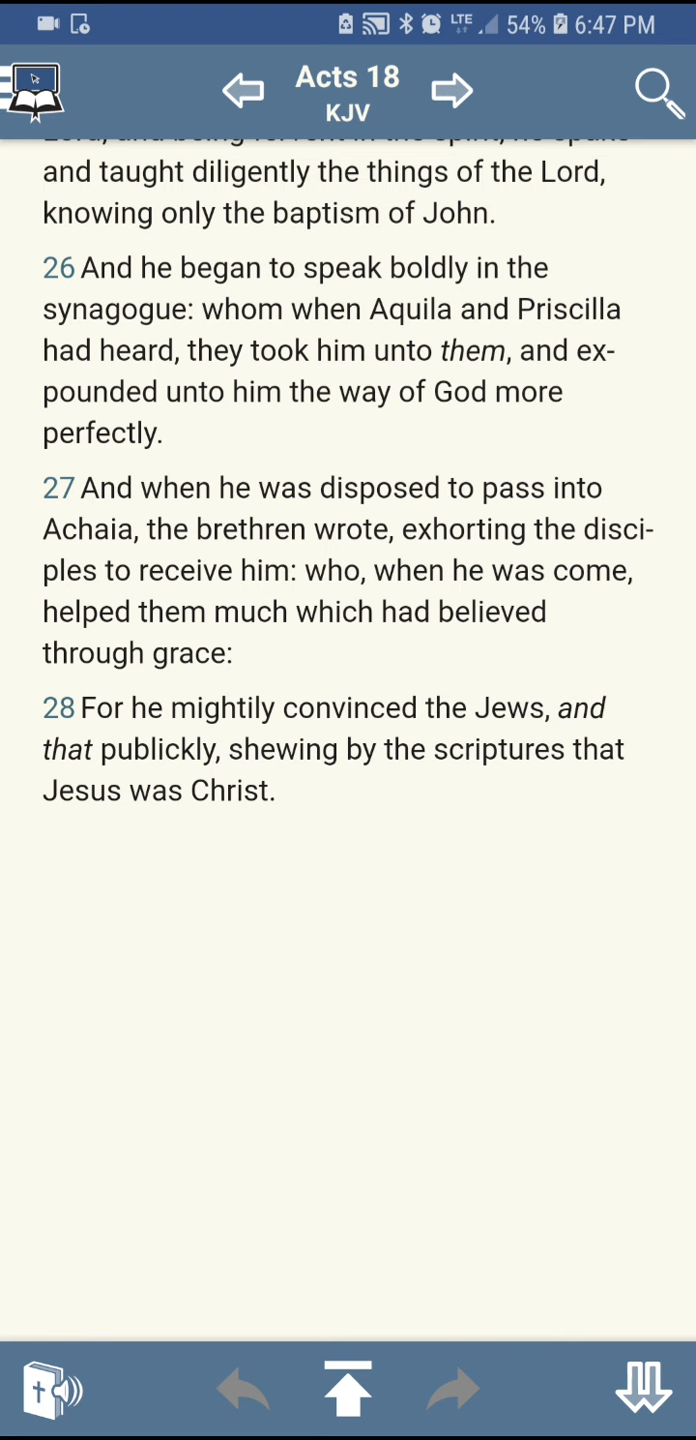 LTE 54% 6:47 PM
Acts 18
KJV
and taught diligently the things of the Lord,
knowing only the baptism of John.
26 And he began to speak boldly in the
synagogue: whom when Aquila and Priscilla
had heard, they took him unto them, and ex-
pounded unto him the way of God more
perfectly.
27 And when he was disposed to pass into
Achaia, the brethren wrote, exhorting the disci-
ples to receive him: who, when he was come,
helped them much which had believed
through grace:
28 For he mightily convinced the Jews, and
that publickly, shewing by the scriptures that
Jesus was Christ.